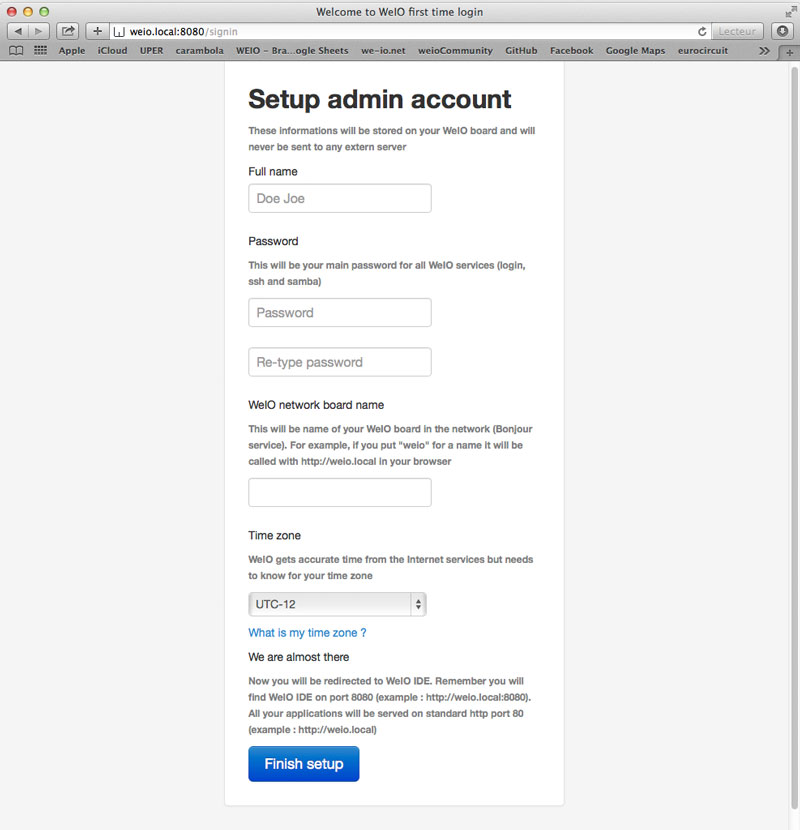 Welcome to WeIO first time login
weio.local:8080/signin
Lecteur
Apple iCloud UPER carambola WEIO – Bra...ogle Sheets we-io.net weioCommunity GitHub Facebook Google Maps eurocircuit
Setup admin account
These informations will be stored on your WeIO board and will
never be sent to any extern server
Full name
Doe Joe
Password
This will be your main password for all WeIO services (login,
ssh and samba)
Password
Re-type password
WeIO network board name
This will be name of your WeIO board in the network (Bonjour
service). For example, if you put "weio" for a name it will be
called with http://weio.local in your browser
Time zone
WeIO gets accurate time from the Internet services but needs
to know for your time zone
UTC-12
What is my time zone ?
We are almost there
Now you will be redirected to WeIO IDE. Remember you will
find WeIO IDE on port 8080 (example : http://weio.local:8080).
All your applications will be served on standard http port 80
(example : http://weio.local)
Finish setup